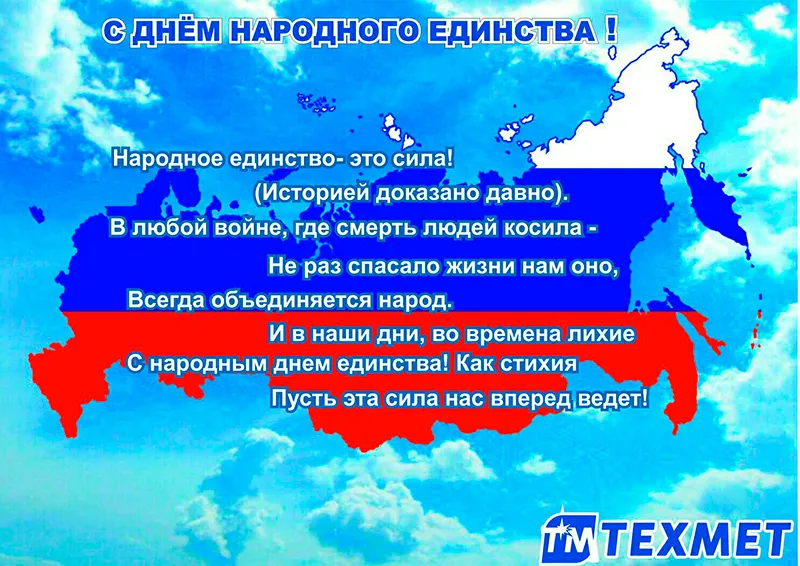 С ДНЁМ НАРОДНОГО ЕДИНСТВА !
Народное единство- это сила!
(Историей доказано давно).
В любой войне, где смерть людей косила -
Не раз спасало жизни нам оно,
Всегда объединяется народ.
И в наши дни, во времена лихие
С народным днем единства! Как стихия
Пусть эта сила нас вперед ведет!
ТМ ТЕХМЕТ